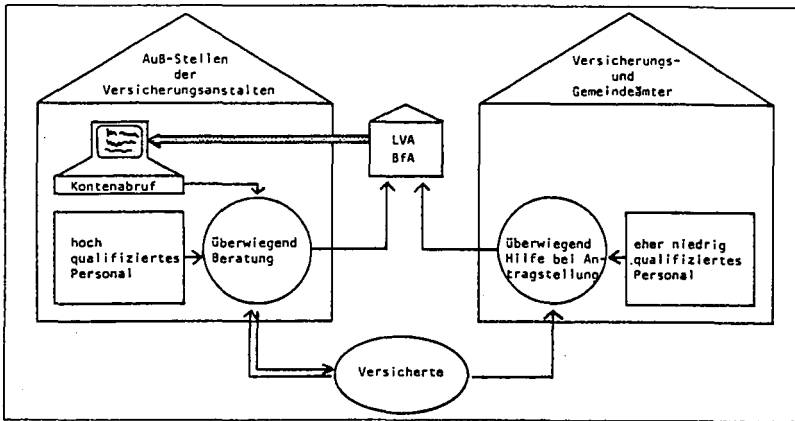 Auß-Stellen
der
Versicherungsanstalten
Versicherungs-
und
Gemeindeämter
LVA
BfA
Kontenabruf
hoch
qualifiziertes
Personal
überwiegend
Beratung
überwiegend
Hilfe bei An-
tragstellung
eher niedrig
qualifiziertes
Personal
Versicherte